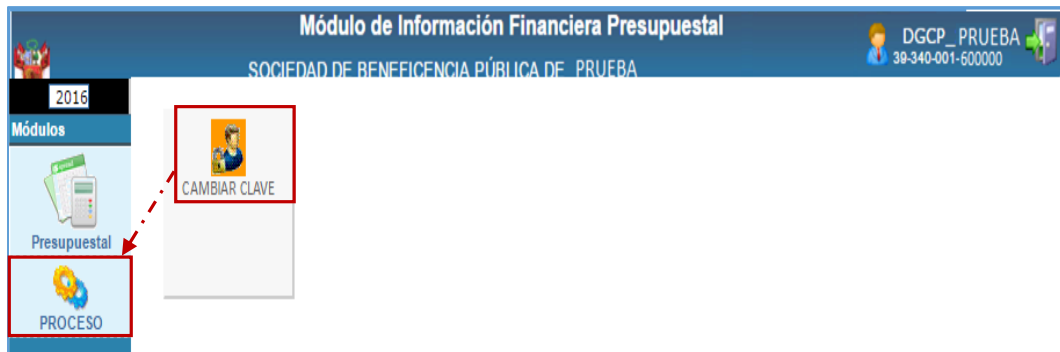 Módulo de Información Financiera Presupuestal
SOCIEDAD DE BENEFICENCIA PÚBLICA DE PRUEBA
DGCP_PRUEBA
39-340-001-600000
2016
Módulos
Presupuestal
PROCESO
CAMBIAR CLAVE